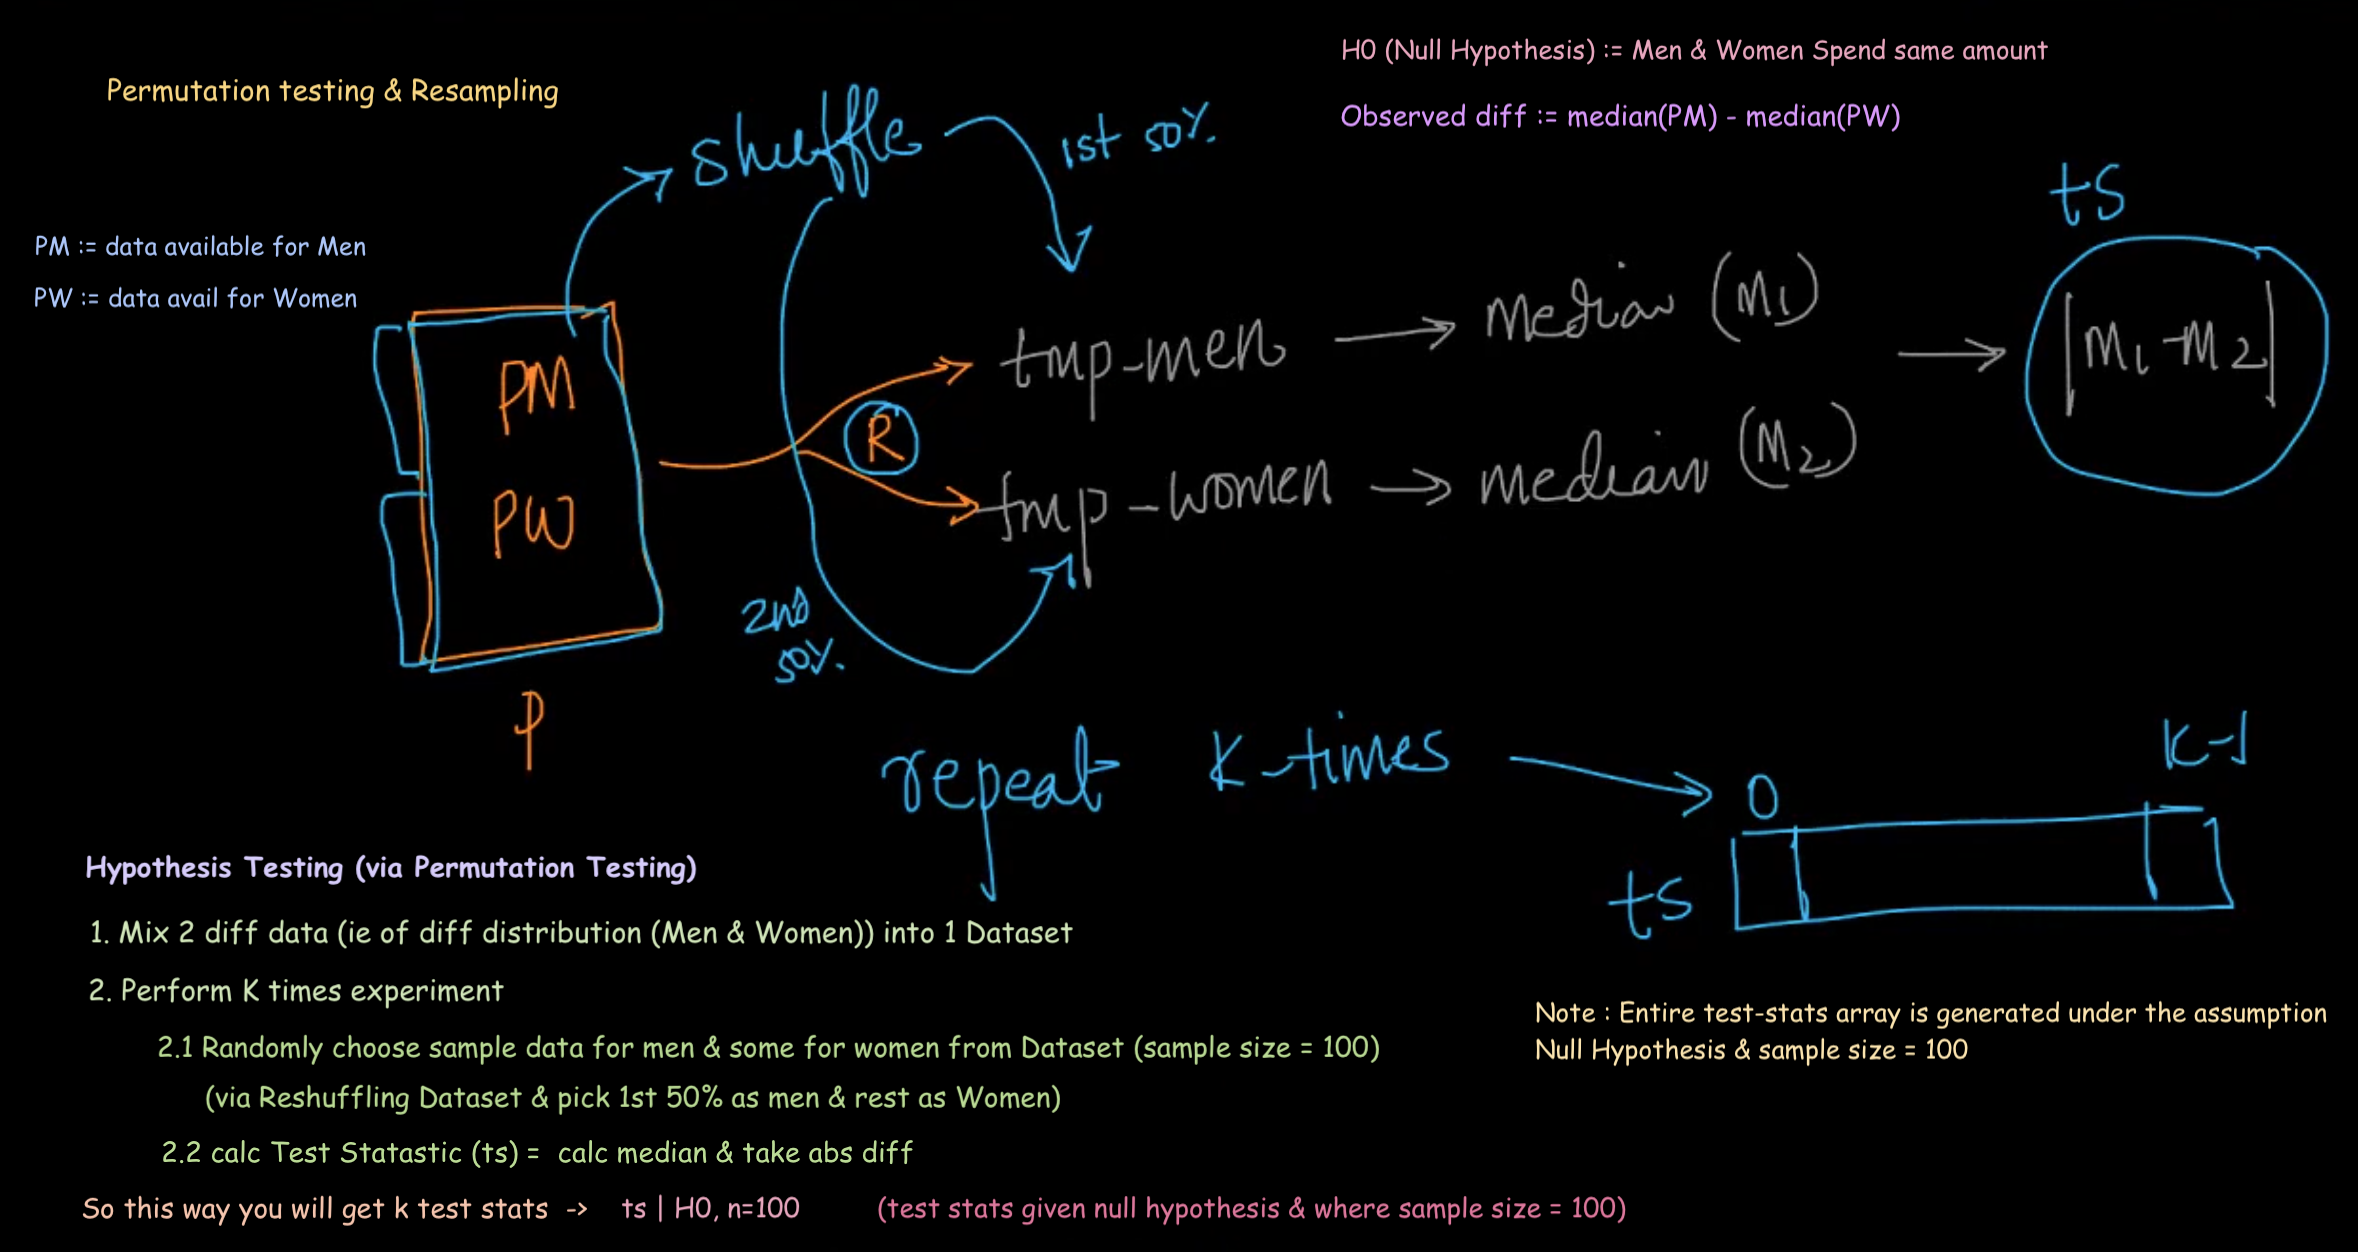 H0 (Null Hypothesis) := Men & Women Spend same amount
Permutation testing & Resampling
Observed diff := median(PM) - median(PW)
shuffle
1st 50%
ts
PM := data available for Men
PW := data avail for Women
PM
PW
P
R
tmp-men
median (M1)
|M1-M2|
tmp-women
median (M2)
2nd
50%
repeat K-times
0
K-1
ts
Hypothesis Testing (via Permutation Testing)
1. Mix 2 diff data (ie of diff distribution (Men & Women)) into 1 Dataset
2. Perform K times experiment
2.1 Randomly choose sample data for men & some for women from Dataset (sample size = 100)
(via Reshuffling Dataset & pick 1st 50% as men & rest as Women)
2.2 calc Test Statastic (ts) = calc median & take abs diff
So this way you will get k test stats -> ts | H0, n=100 (test stats given null hypothesis & where sample size = 100)
Note : Entire test-stats array is generated under the assumption
Null Hypothesis & sample size = 100